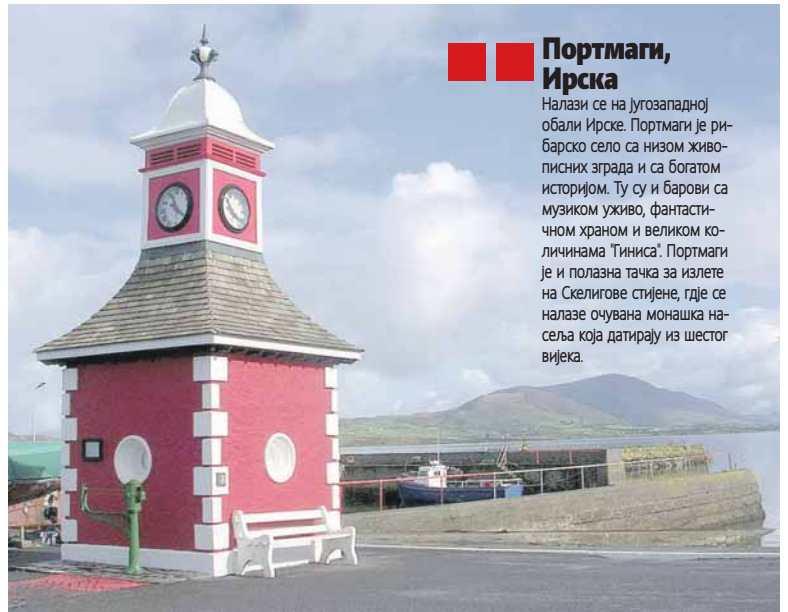 Портмаги,
Ирска
Налази се на југозападној
обали Ирске. Портмаги је ри-
барско село са низом живо-
писних зграда и са богатом
историјом. Ту су и барови са
музиком уживо, фантасти-
чном храном и великом ко-
личинама "Гиниса". Портмаги
је и полазна тачка за излете
на Скелигове стијене, гдје се
налазе очувана монашка на-
сеља која датирају из шестог
вијека.